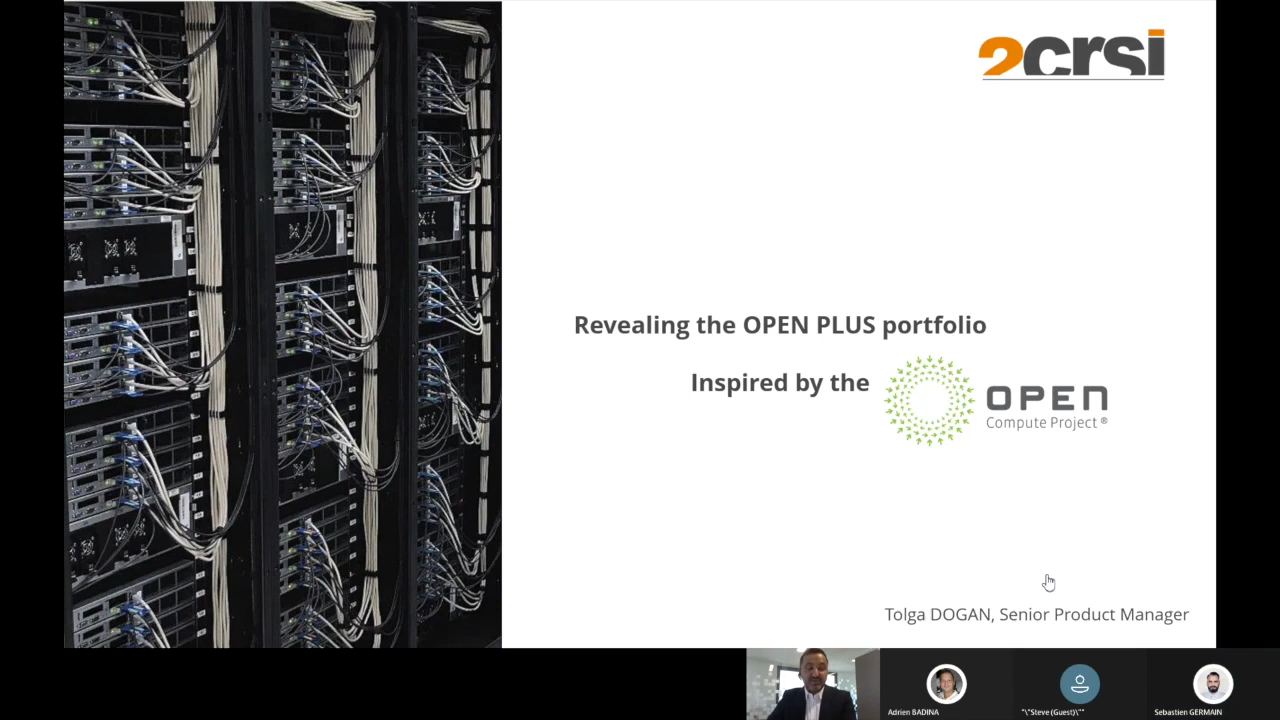 2crsi
Revealing the OPEN PLUS portfolio
Inspired by the
OPEN
Compute Project ®
Tolga DOGAN, Senior Product Manager
Adrien BADINA
"\"Steve (Guest)\""
Sebastien GERMAIN